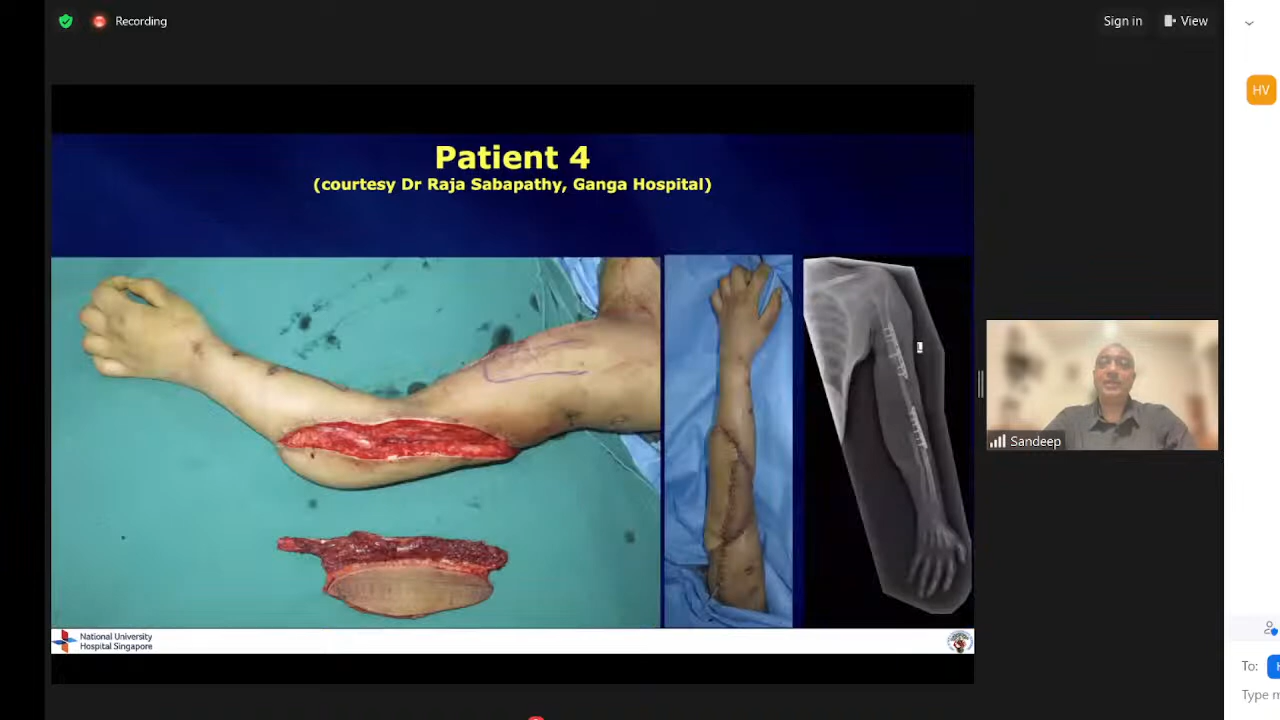 Recording
Sign in
View
HV
Patient 4
(courtesy Dr Raja Sabapathy, Ganga Hospital)
L
Sandeep
National University
Hospital Singapore
To:
Type